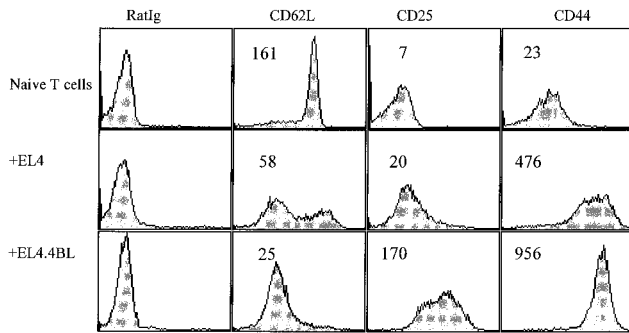 RatIg CD62L CD25 CD44
Naive T cells 161 7 23
+EL4 58 20 476
+EL4.4BL 25 170 956